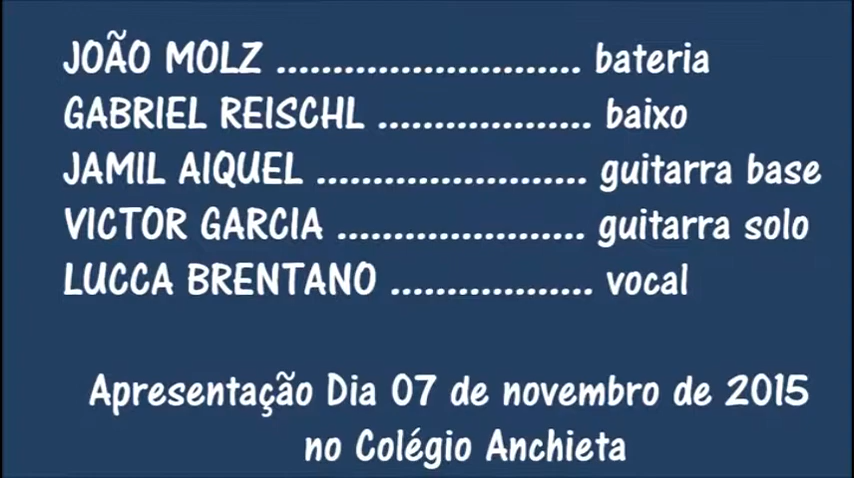 JOÃO MOLZ ........................... bateria
GABRIEL REISCHL ................... baixo
JAMIL AIQUEL ........................ guitarra base
VICTOR GARCIA ...................... guitarra solo
LUCCA BRENTANO .................. vocal
Apresentação Dia 07 de novembro de 2015
no Colégio Anchieta